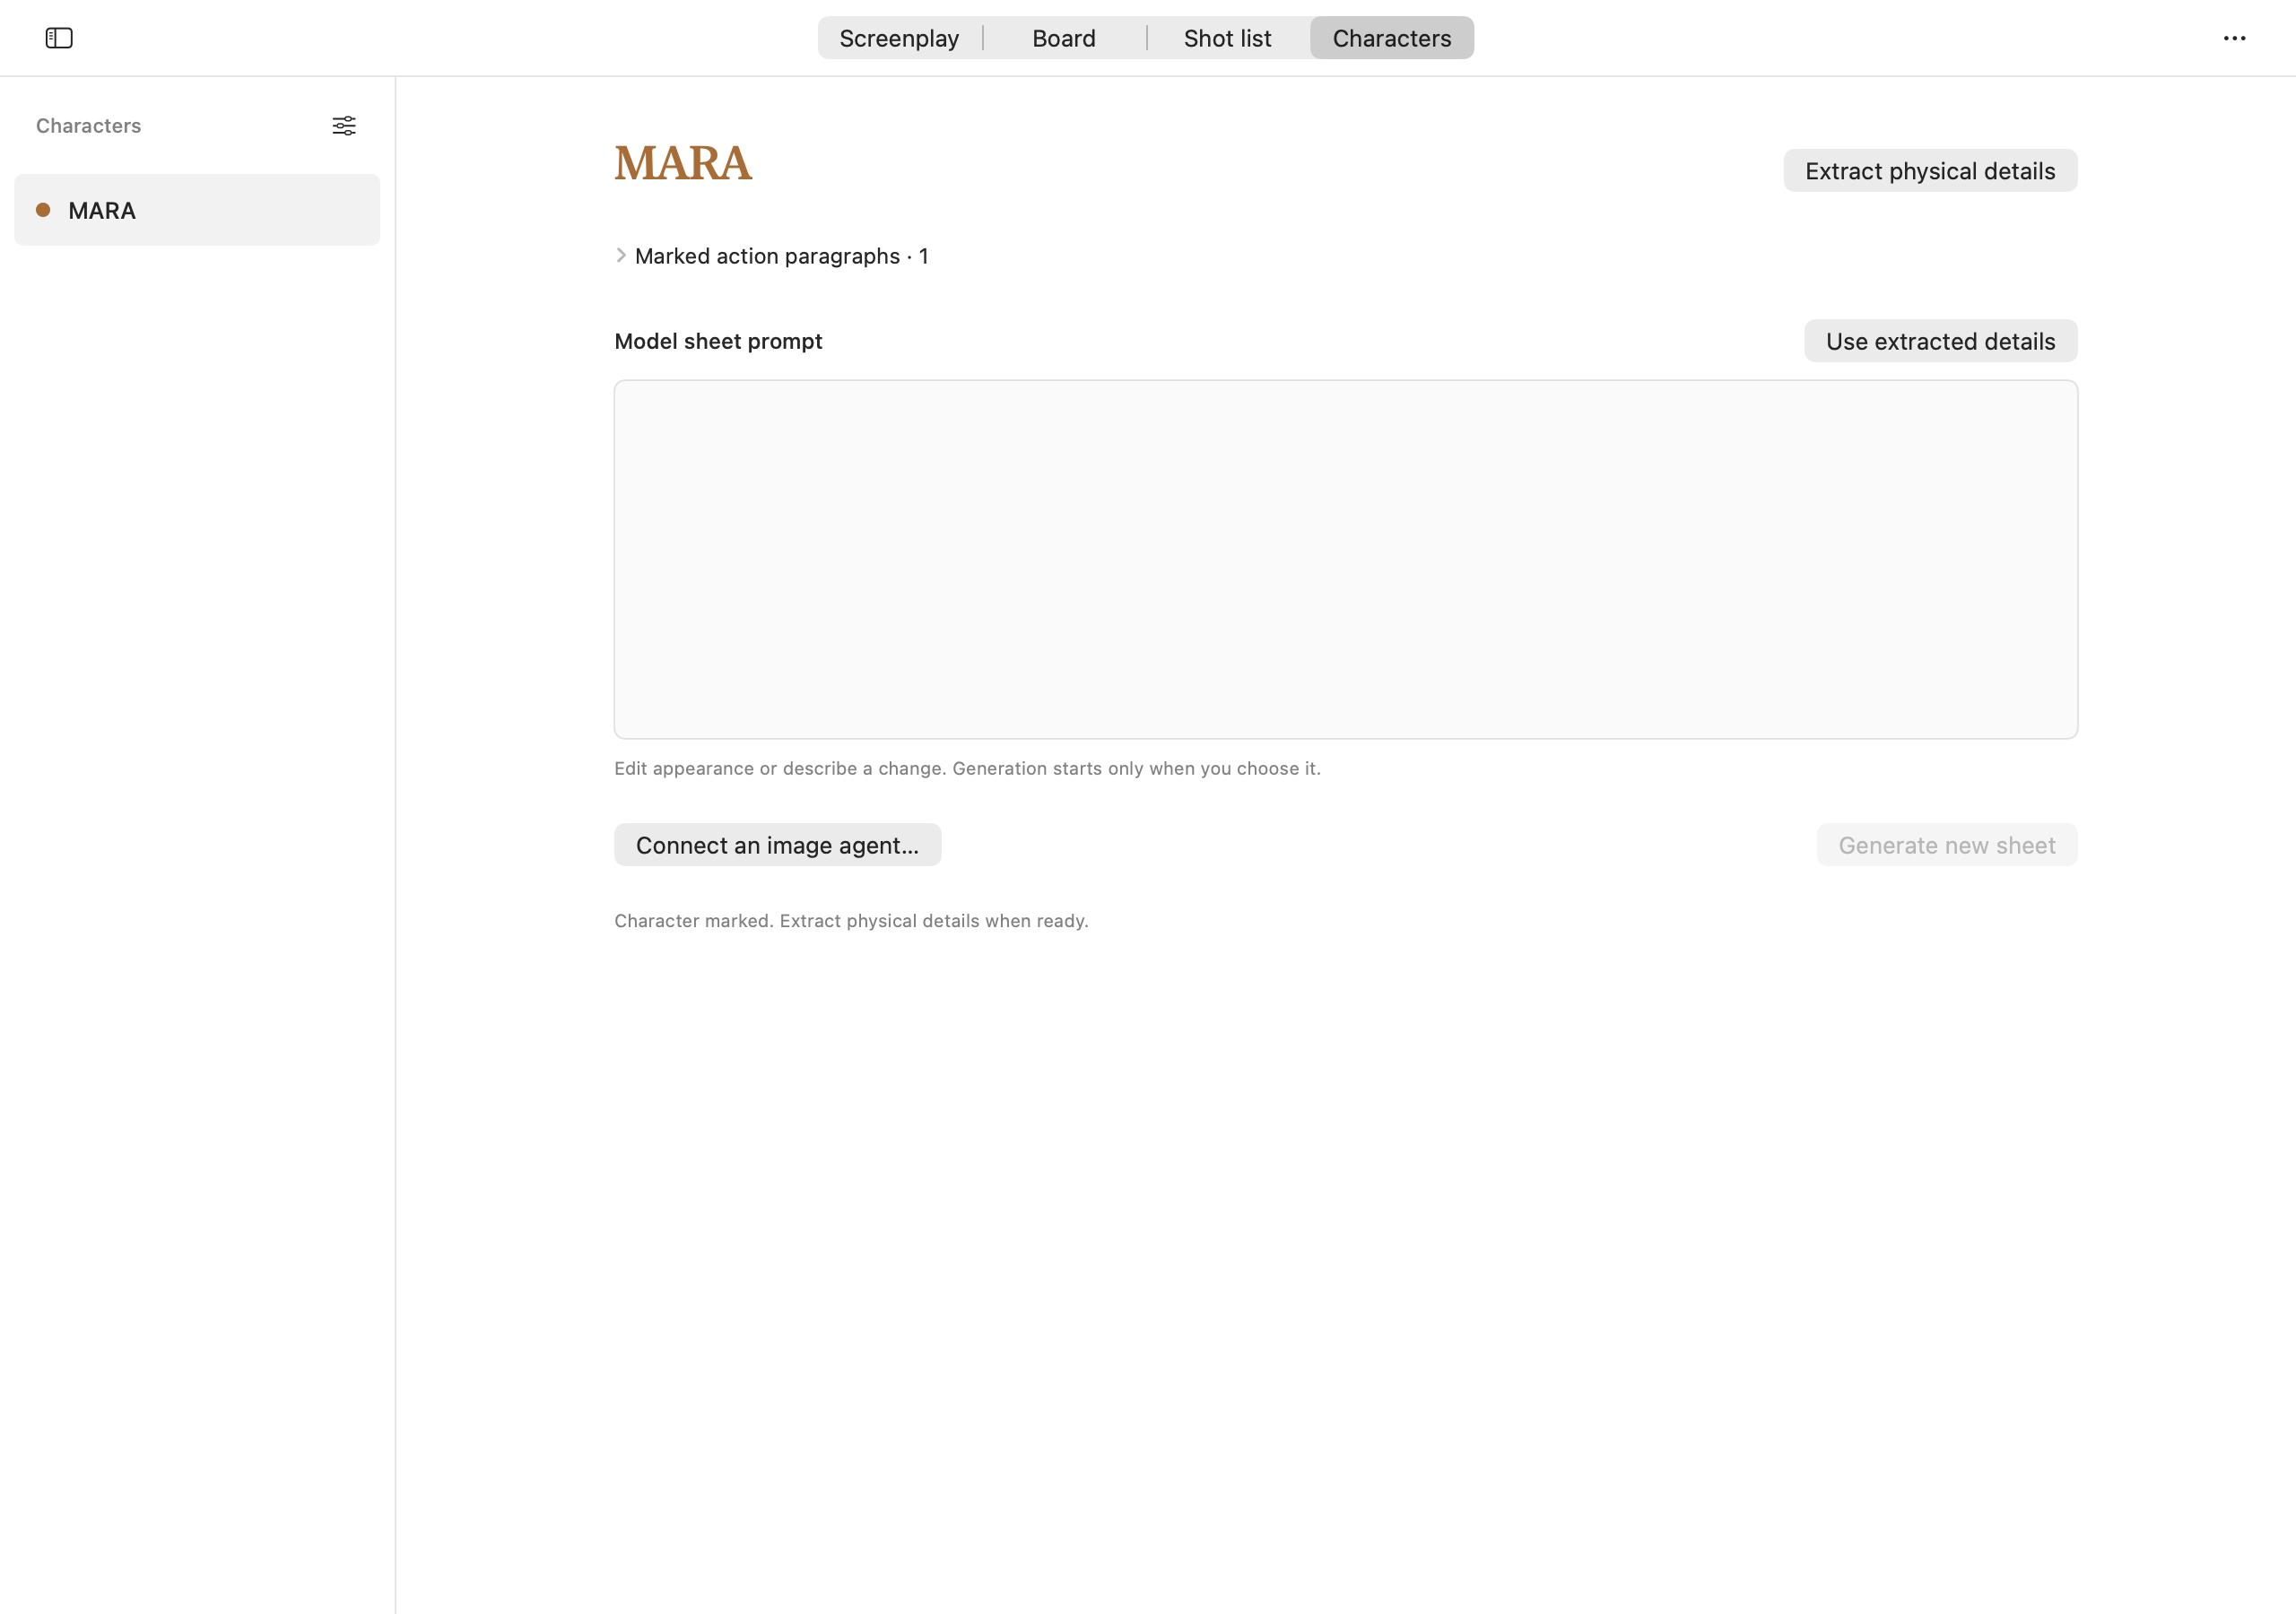 Screenplay
Board
Shot list
Characters
Characters
MARA
MARA
Extract physical details
Marked action paragraphs · 1
Model sheet prompt
Use extracted details
Edit appearance or describe a change. Generation starts only when you choose it.
Connect an image agent...
Generate new sheet
Character marked. Extract physical details when ready.